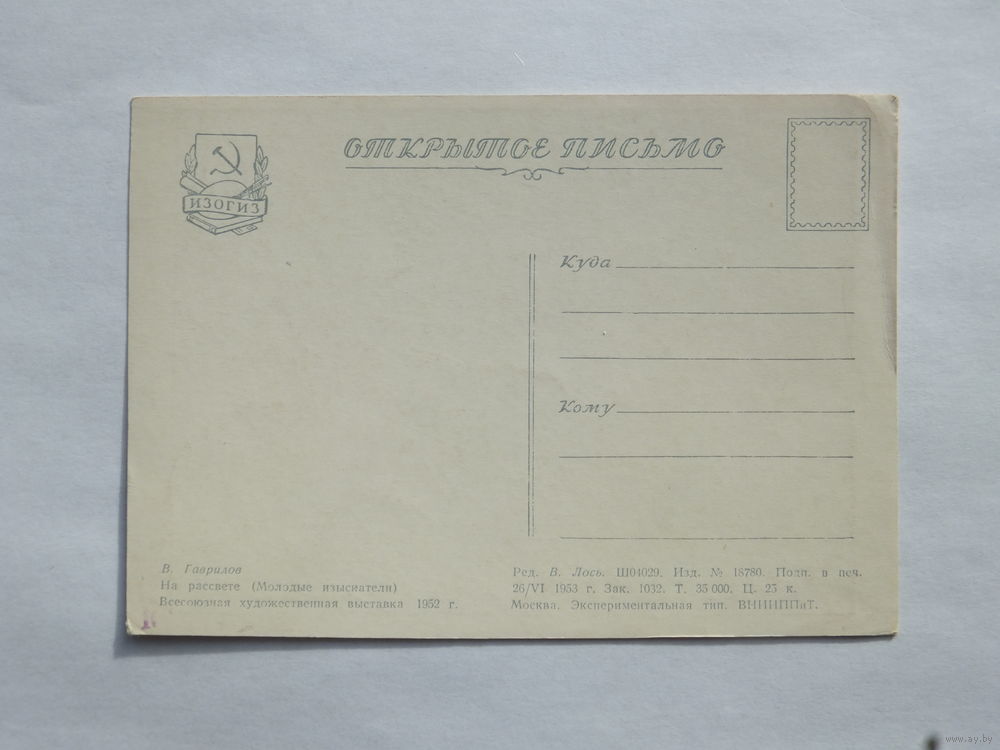 ОТКРЫТОЕ ПИСЬМО
ИЗОГИЗ
Куда
Кому
В. Гаврилов
На рассвете (Молодые изыскатели)
Всесоюзная художественная выставка 1952 г.
Ред. В. Лось. Ш04029. Изд. № 18780. Подп. в печ.
26/VI 1953 г. Зак. 1032. Т. 35 000. Ц. 25 к.
Москва. Экспериментальная тип. ВНИИППиТ.
www.ay.by